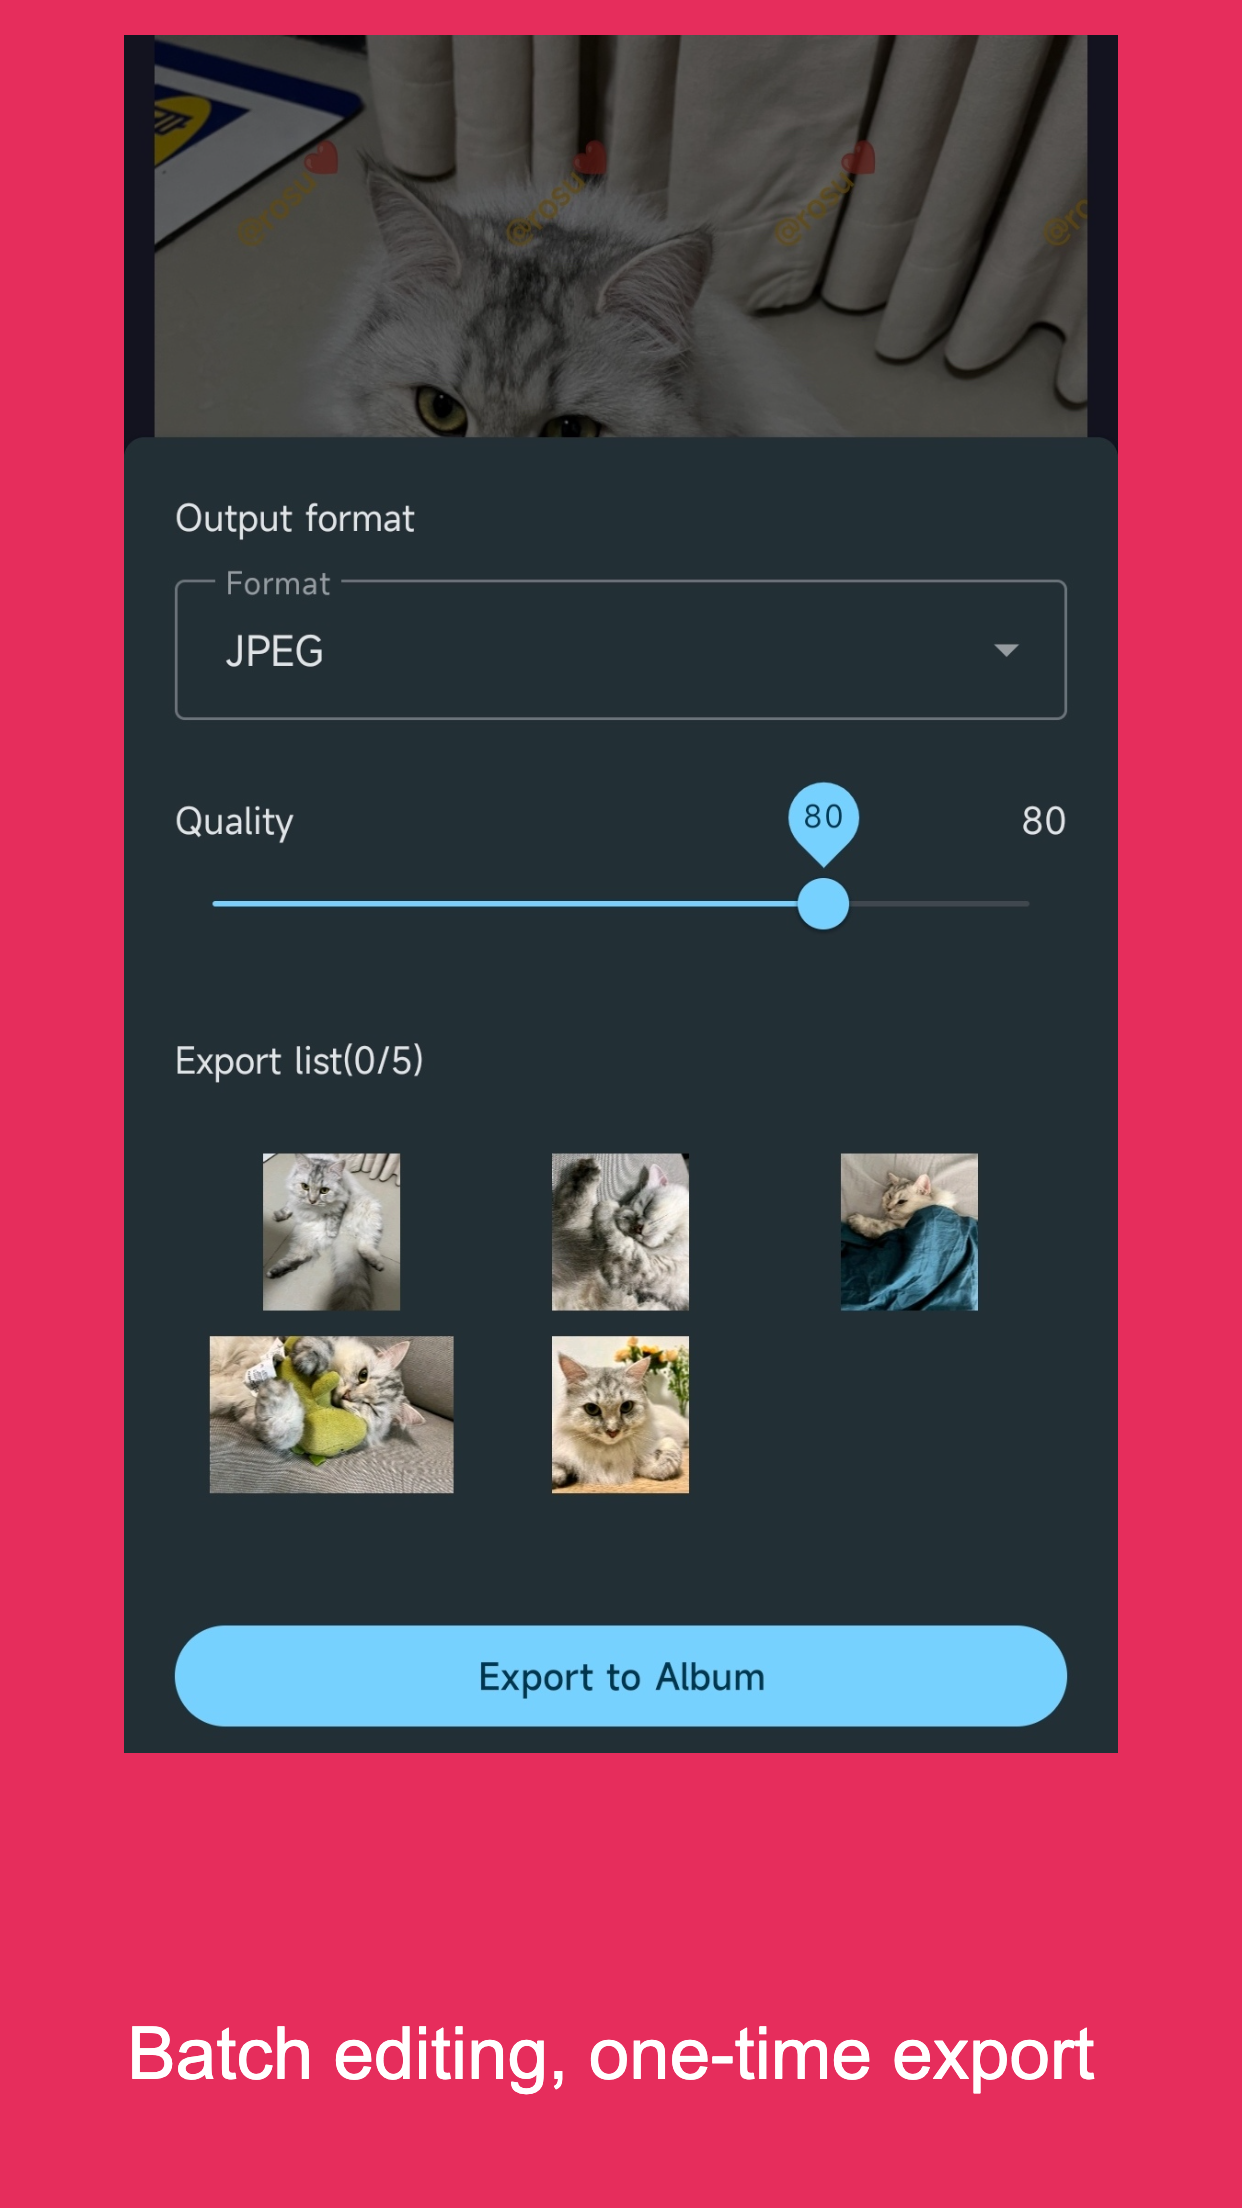 @rosu❤ @rosu❤ @rosu❤ @ro
Output format
Format
JPEG
Quality 80 80
Export list(0/5)
Export to Album
Batch editing, one-time export